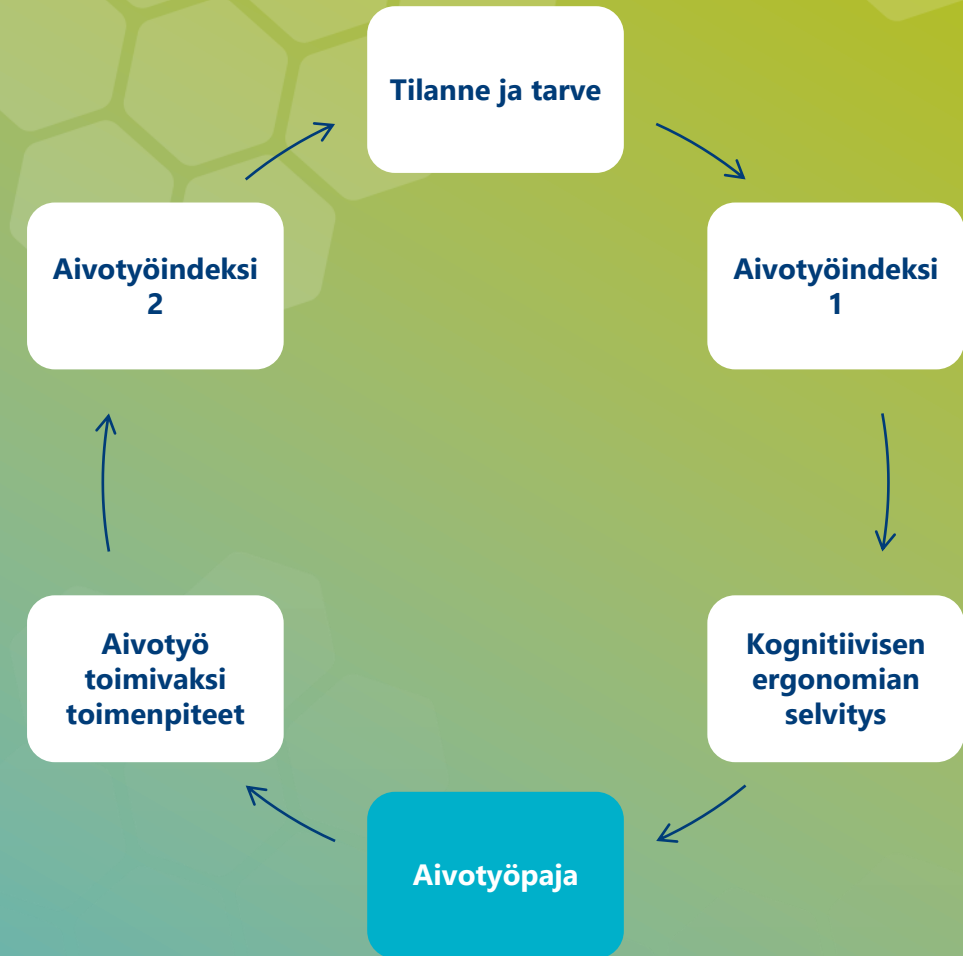 Tilanne ja tarve
Aivotyöindeksi
1
Kognitiivisen
ergonomian
selvitys
Aivotyöpaja
Aivotyö
toimivaksi
toimenpiteet
Aivotyöindeksi
2